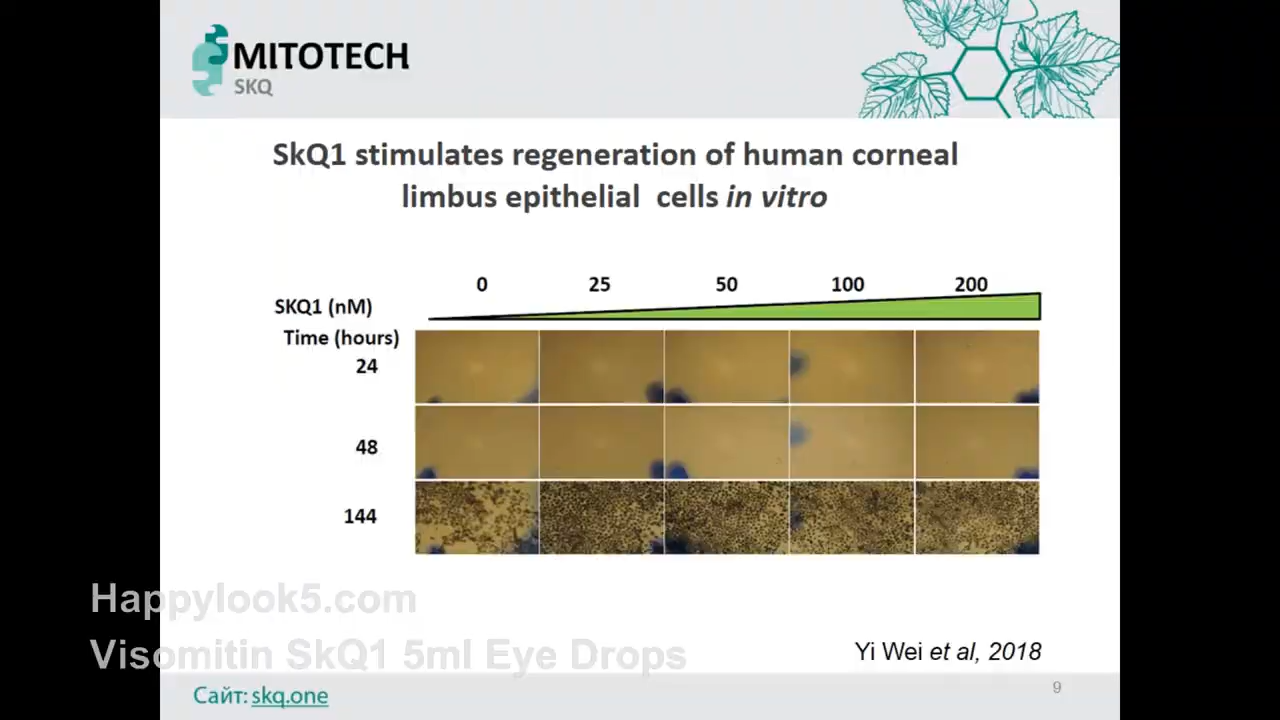 MITOTECH
SKQ
SkQ1 stimulates regeneration of human corneal
limbus epithelial cells in vitro
0 25 50 100 200
SKQ1 (nM)
Time (hours)
24
48
144
Happylook5.com
Visomitin SkQ1 5ml Eye Drops
Yi Wei et al, 2018
Сайт: skq.one
9